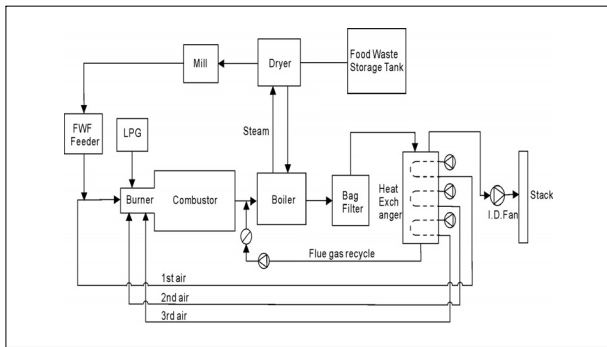 Food Waste
Storage Tank
Mill
Dryer
FWF
Feeder
LPG
Steam
Burner
Combustor
Boiler
Bag
Filter
Heat
Exch
anger
I.D.Fan
Stack
Flue gas recycle
1st air
2nd air
3rd air